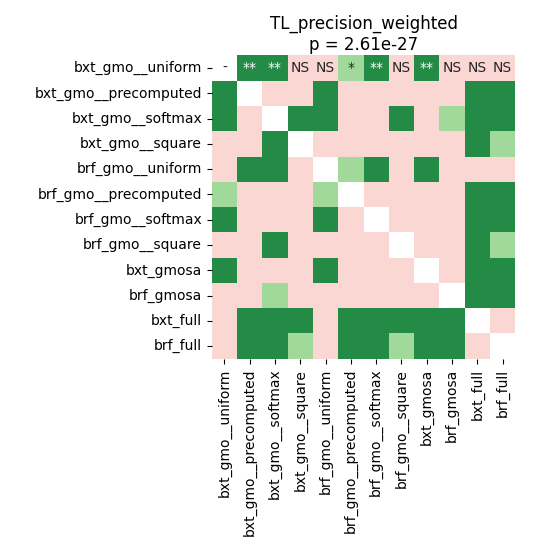 TL_precision_weighted
p = 2.61e-27
bxt_gmo__uniform - ** ** NS NS * ** NS ** NS NS NS
bxt_gmo__precomputed
bxt_gmo__softmax
bxt_gmo__square
brf_gmo__uniform
brf_gmo__precomputed
brf_gmo__softmax
brf_gmo__square
bxt_gmosa
brf_gmosa
bxt_full
brf_full
bxt_gmo__uniform
bxt_gmo__precomputed
bxt_gmo__softmax
bxt_gmo__square
brf_gmo__uniform
brf_gmo__precomputed
brf_gmo__softmax
brf_gmo__square
bxt_gmosa
brf_gmosa
bxt_full
brf_full